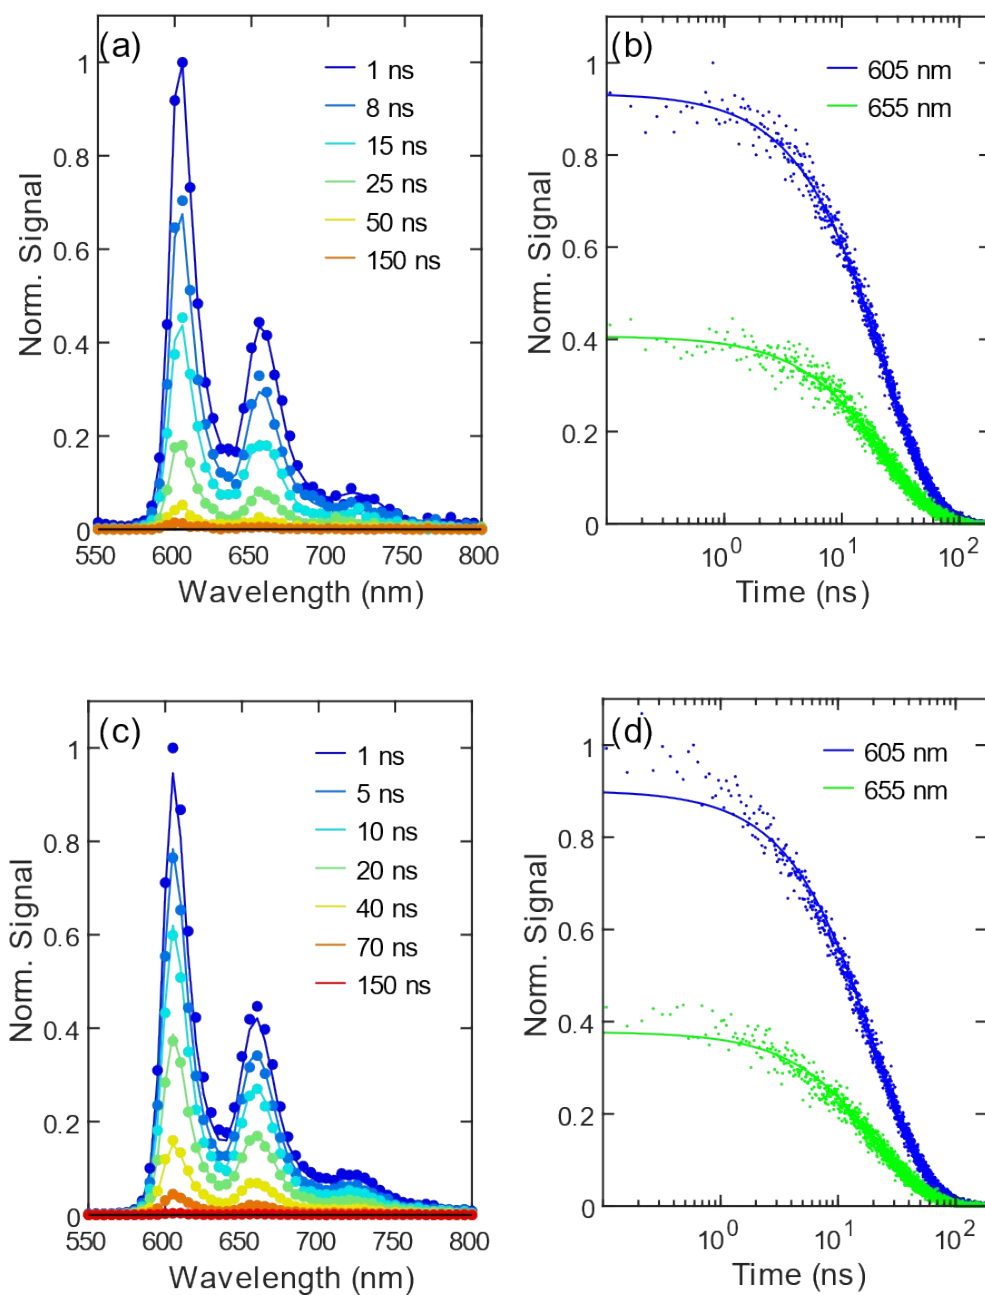 (a)
1 ns
8 ns
15 ns
25 ns
50 ns
150 ns
1
0.8
0.6
0.4
0.2
0
550 600 650 700 750 800
Norm. Signal
Wavelength (nm)
(b)
605 nm
655 nm
1
0.8
0.6
0.4
0.2
0
10^0 10^1 10^2
Norm. Signal
Time (ns)
(c)
1 ns
5 ns
10 ns
20 ns
40 ns
70 ns
150 ns
1
0.8
0.6
0.4
0.2
0
550 600 650 700 750 800
Norm. Signal
Wavelength (nm)
(d)
605 nm
655 nm
1
0.8
0.6
0.4
0.2
0
10^0 10^1 10^2
Norm. Signal
Time (ns)